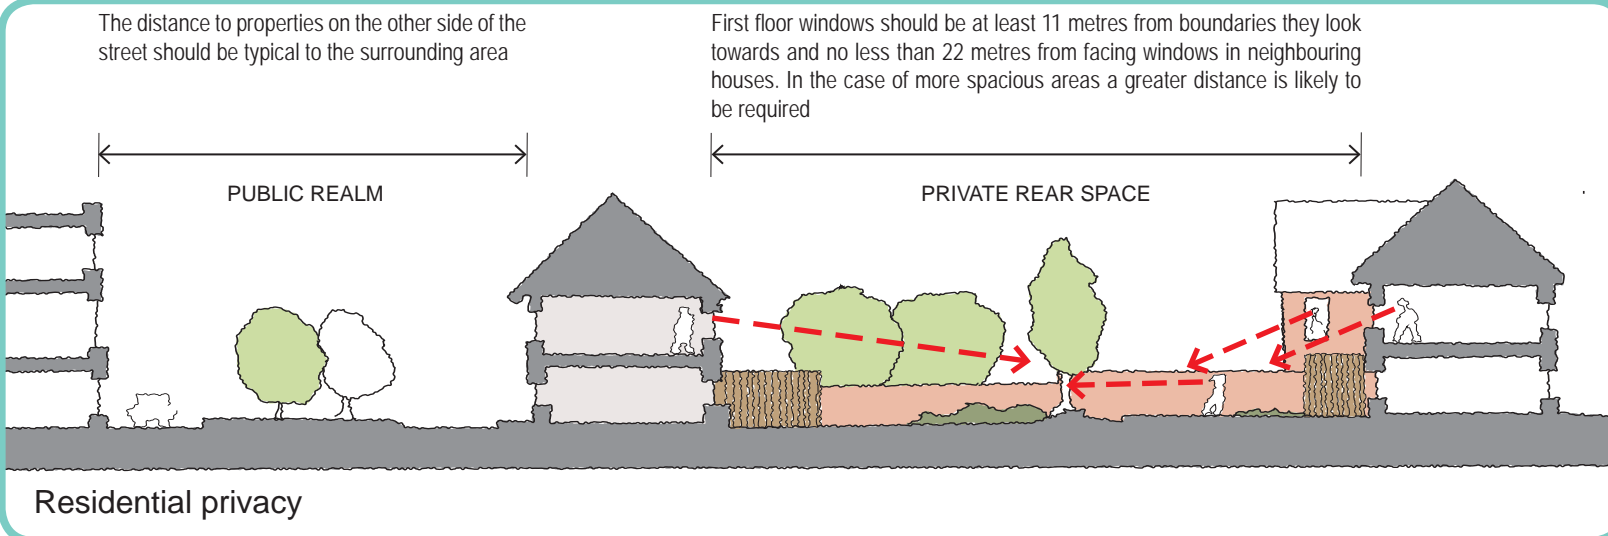 The distance to properties on the other side of the
street should be typical to the surrounding area
First floor windows should be at least 11 metres from boundaries they look
towards and no less than 22 metres from facing windows in neighbouring
houses. In the case of more spacious areas a greater distance is likely to
be required
PUBLIC REALM
PRIVATE REAR SPACE
Residential privacy